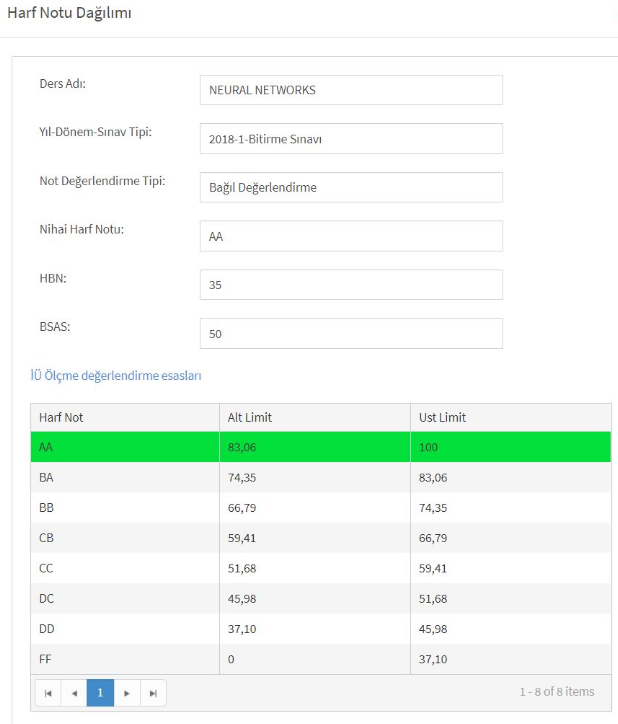 Harf Notu Dağılımı
Ders Adı: NEURAL NETWORKS
Yıl-Dönem-Sınav Tipi: 2018-1-Bitirme Sınavı
Not Değerlendirme Tipi: Bağıl Değerlendirme
Nihai Harf Notu: AA
HBN: 35
BSAS: 50
İÜ Ölçme değerlendirme esasları
Harf Not Alt Limit Ust Limit
AA 83,06 100
BA 74,35 83,06
BB 66,79 74,35
CB 59,41 66,79
CC 51,68 59,41
DC 45,98 51,68
DD 37,10 45,98
FF 0 37,10
1 1 - 8 of 8 items